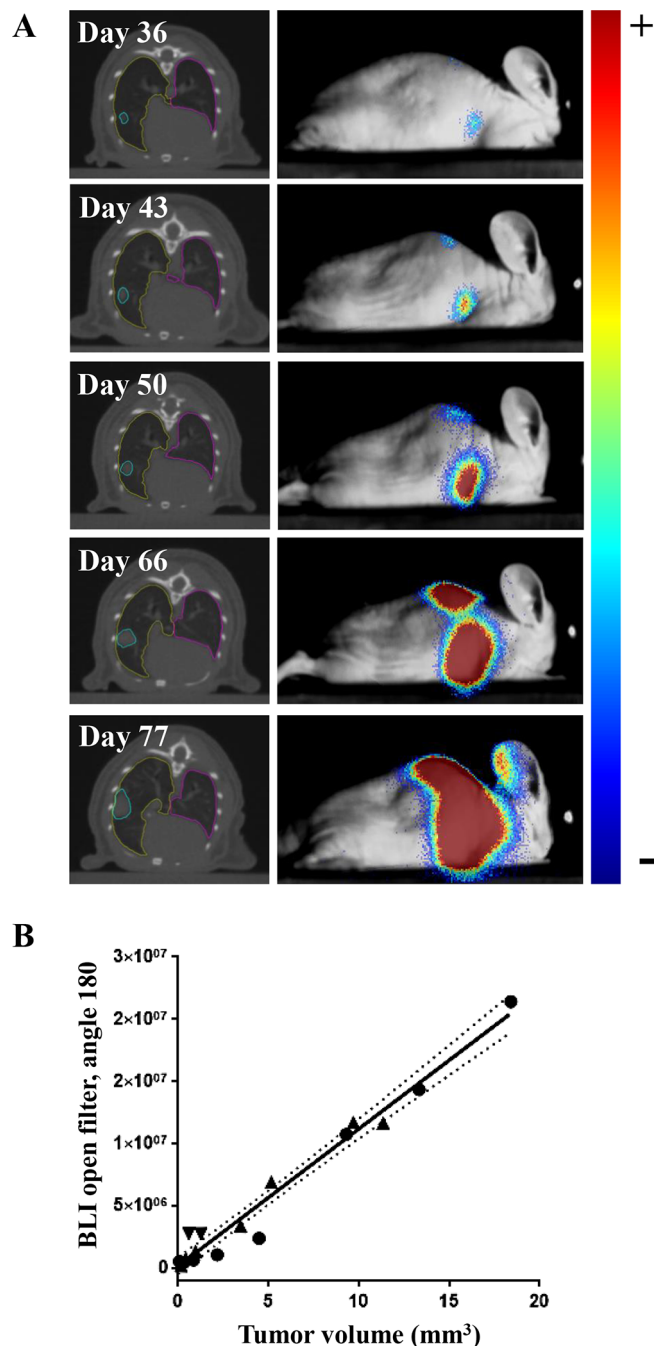 A
Day 36
+
Day 43
Day 50
Day 66
Day 77
-
B
BLI open filter, angle 180
3×10⁰⁷
2×10⁰⁷
2×10⁰⁷
1×10⁰⁷
5×10⁰⁶
0
0 5 10 15 20
Tumor volume (mm³)